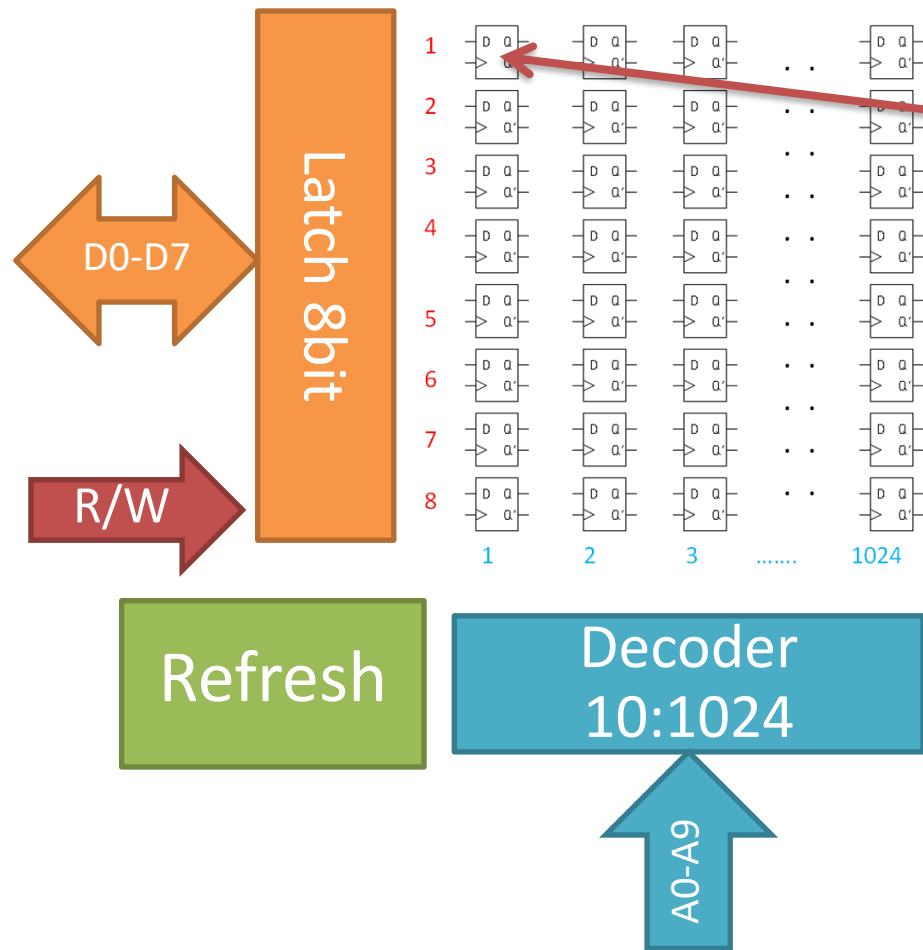 1 D Q Q' D Q Q' D Q Q' . . D Q Q'
2 D Q Q' D Q Q' D Q Q' . . D Q Q'
3 D Q Q' D Q Q' D Q Q' . . D Q Q'
4 D Q Q' D Q Q' D Q Q' . . D Q Q'
5 D Q Q' D Q Q' D Q Q' . . D Q Q'
6 D Q Q' D Q Q' D Q Q' . . D Q Q'
7 D Q Q' D Q Q' D Q Q' . . D Q Q'
8 D Q Q' D Q Q' D Q Q' . . D Q Q'
Latch 8bit
D0-D7
R/W
1 2 3 ....... 1024
Refresh
Decoder
10:1024
A0-A9